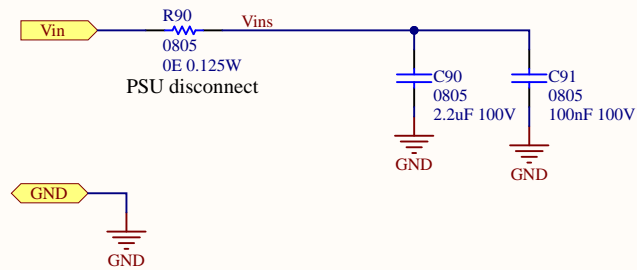 Vin
R90
0805
0E 0.125W
PSU disconnect
Vins
C90
0805
2.2uF 100V
GND
C91
0805
100nF 100V
GND
GND
GND